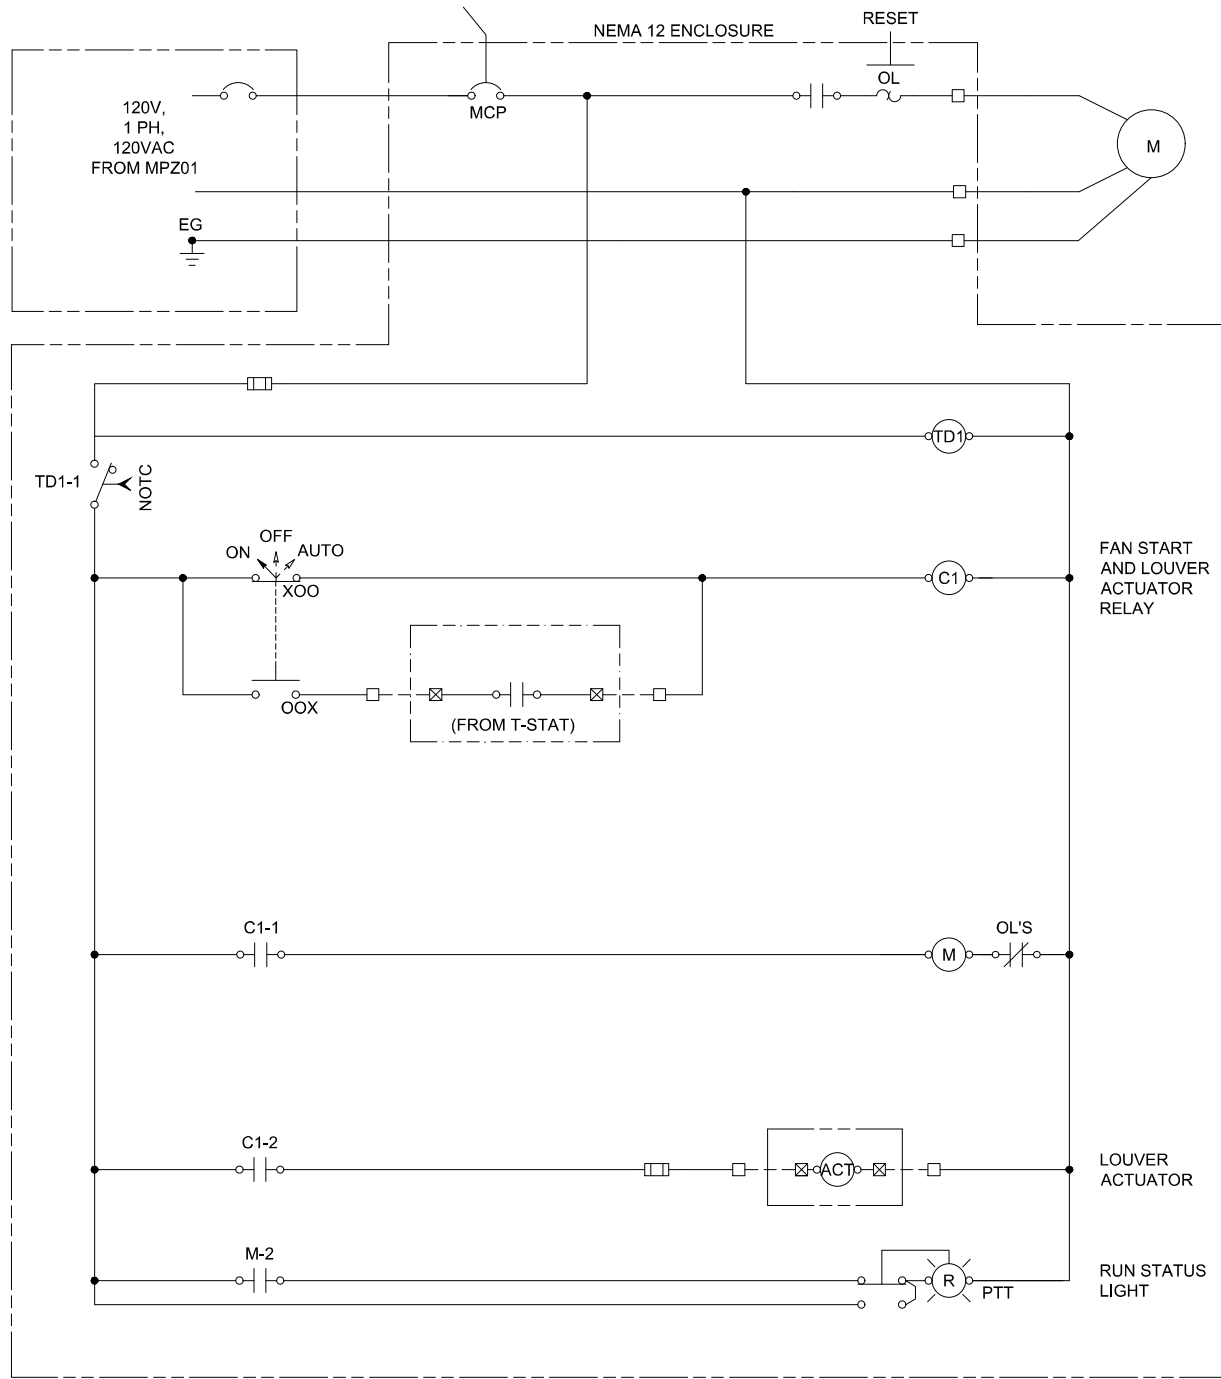 RESET
NEMA 12 ENCLOSURE
OL
MCP
120V,
1 PH,
120VAC
FROM MPZ01
M
EG
TD1
TD1-1
NOTC
OFF
ON
AUTO
XOO
C1
FAN START
AND LOUVER
ACTUATOR
RELAY
OOX
(FROM T-STAT)
C1-1
M
OL'S
C1-2
ACT
LOUVER
ACTUATOR
M-2
R
PTT
RUN STATUS
LIGHT